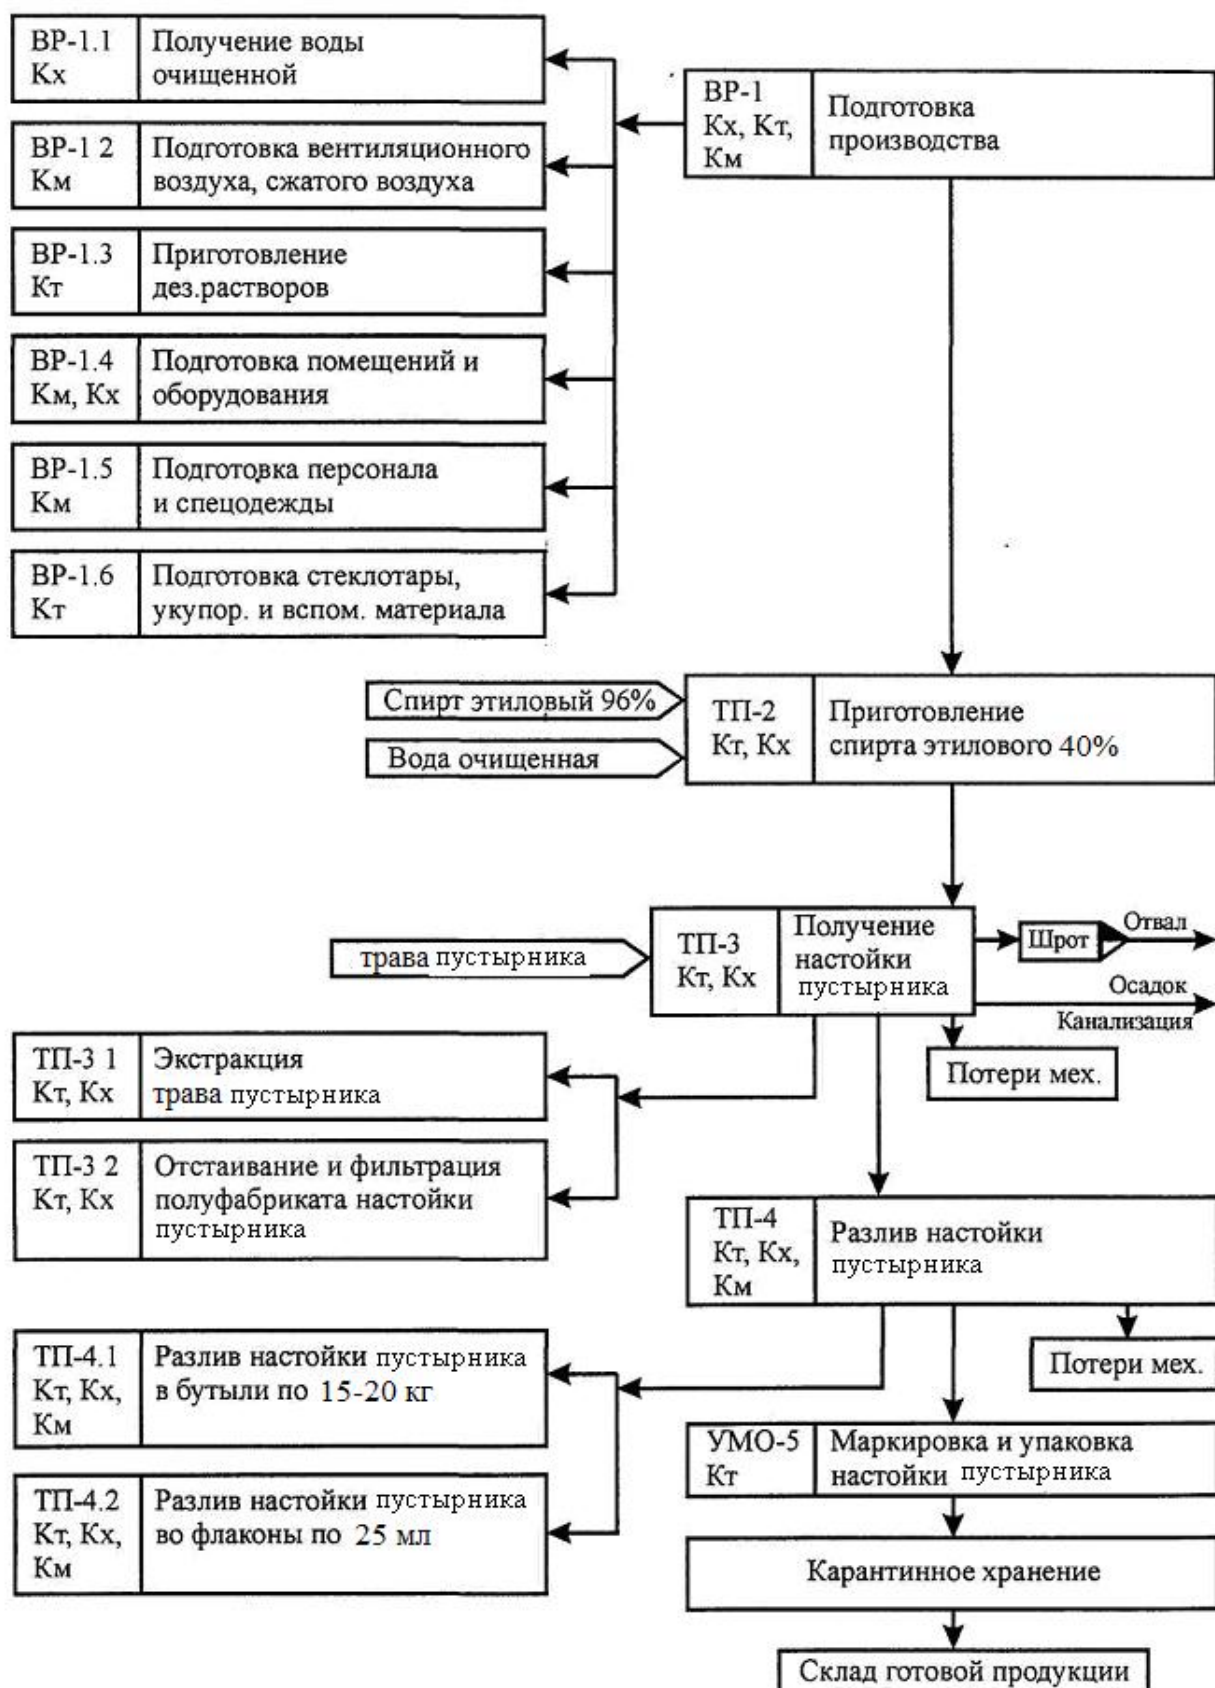 ВР-1.1
Кх
Получение воды
очищенной
ВР-1
Кх, Кт,
Км
Подготовка
производства
ВР-1 2
Км
Подготовка вентиляционного
воздуха, сжатого воздуха
ВР-1.3
Кт
Приготовление
дез.растворов
ВР-1.4
Км, Кх
Подготовка помещений и
оборудования
ВР-1.5
Км
Подготовка персонала
и спецодежды
ВР-1.6
Кт
Подготовка стеклотары,
укупор. и вспом. материала
Спирт этиловый 96%
Вода очищенная
ТП-2
Кт, Кх
Приготовление
спирта этилового 40%
трава пустырника
ТП-3
Кт, Кх
Получение
настойки
пустырника
Шрот
Отвал
Осадок
Канализация
Потери мех.
ТП-3 1
Кт, Кх
Экстракция
трава пустырника
ТП-3 2
Кт, Кх
Отстаивание и фильтрация
полуфабриката настойки
пустырника
ТП-4
Кт, Кх,
Км
Разлив настойки
пустырника
Потери мех.
ТП-4.1
Кт, Кх,
Км
Разлив настойки пустырника
в бутыли по 15-20 кг
УМО-5
Кт
Маркировка и упаковка
настойки пустырника
ТП-4.2
Кт, Кх,
Км
Разлив настойки пустырника
во флаконы по 25 мл
Карантинное хранение
Склад готовой продукции